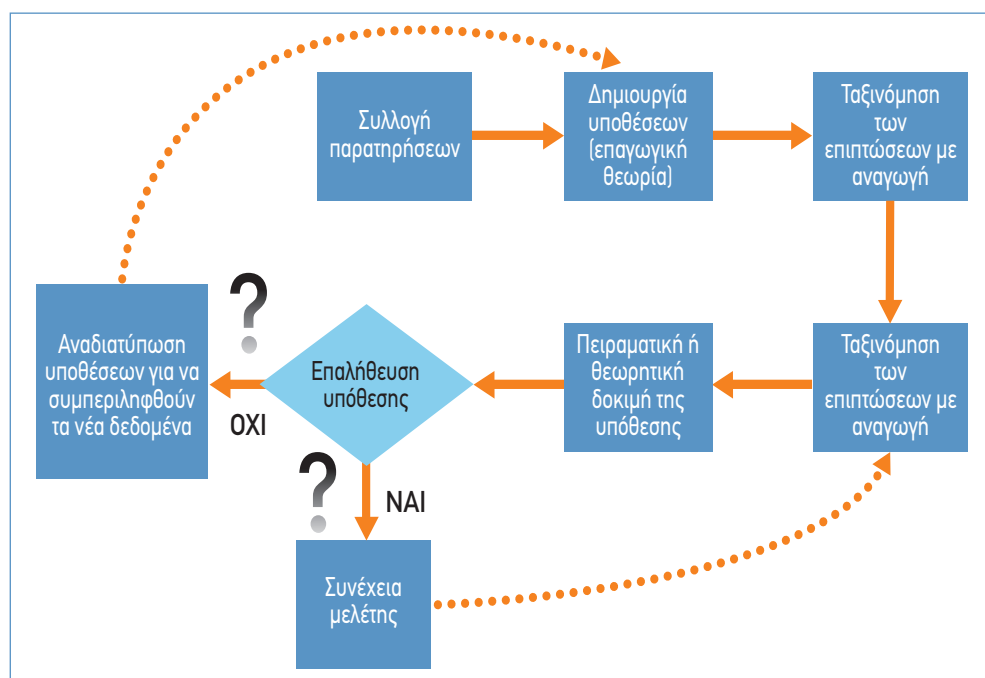 Συλλογή
παρατηρήσεων
Δημιουργία
υποθέσεων
(επαγωγική
θεωρία)
Ταξινόμηση
των
επιπτώσεων με
αναγωγή
Ταξινόμηση
των
επιπτώσεων με
αναγωγή
Πειραματική ή
θεωρητική
δοκιμή της
υπόθεσης
Επαλήθευση
υπόθεσης
?
ΟΧΙ
Αναδιατύπωση
υποθέσεων για να
συμπεριληφθούν
τα νέα δεδομένα
?
ΝΑΙ
Συνέχεια
μελέτης